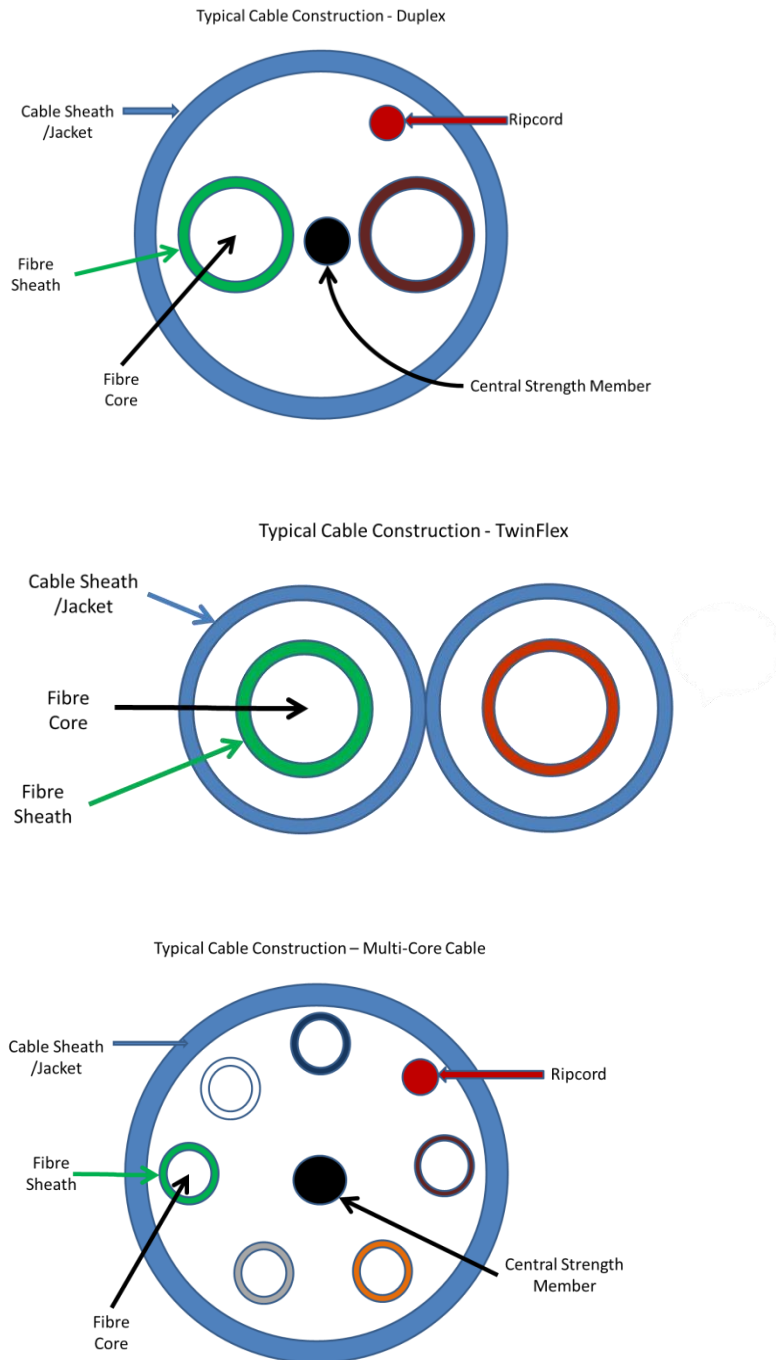 Typical Cable Construction - Duplex
Cable Sheath
/Jacket
Ripcord
Fibre
Sheath
Fibre
Core
Central Strength Member
Typical Cable Construction - TwinFlex
Cable Sheath
/Jacket
Fibre
Core
Fibre
Sheath
Typical Cable Construction – Multi-Core Cable
Cable Sheath
/Jacket
Ripcord
Fibre
Sheath
Central Strength
Member
Fibre
Core